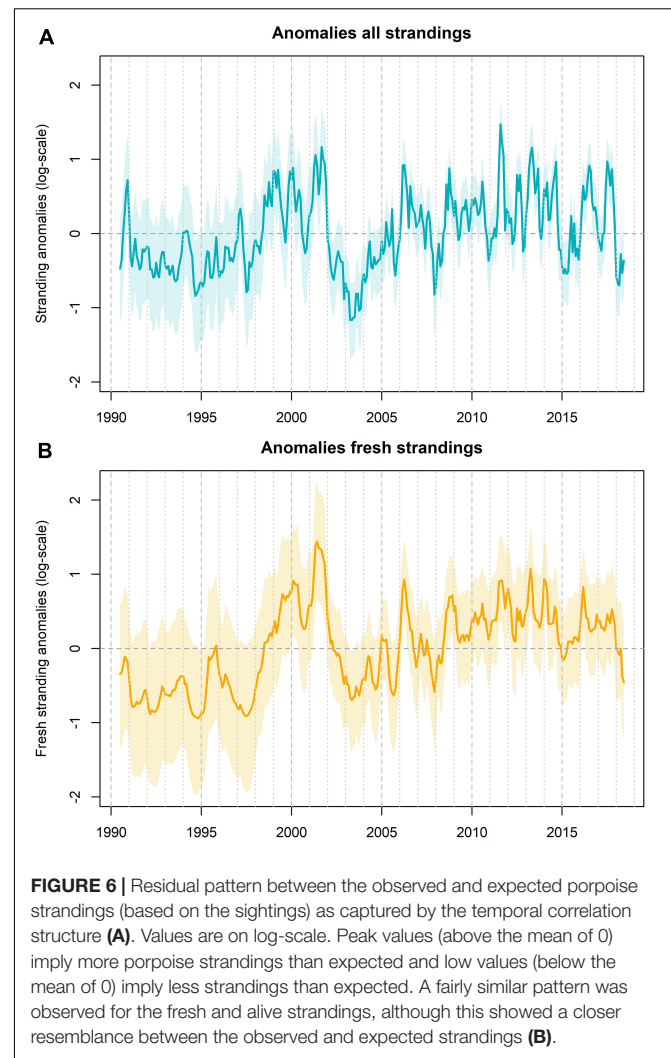 A
Anomalies all strandings
Stranding anomalies (log-scale)
2
1
0
-1
-2
1990 1995 2000 2005 2010 2015
B
Anomalies fresh strandings
Fresh stranding anomalies (log-scale)
2
1
0
-1
-2
1990 1995 2000 2005 2010 2015
FIGURE 6 | Residual pattern between the observed and expected porpoise
strandings (based on the sightings) as captured by the temporal correlation
structure (A). Values are on log-scale. Peak values (above the mean of 0)
imply more porpoise strandings than expected and low values (below the
mean of 0) imply less strandings than expected. A fairly similar pattern was
observed for the fresh and alive strandings, although this showed a closer
resemblance between the observed and expected strandings (B).